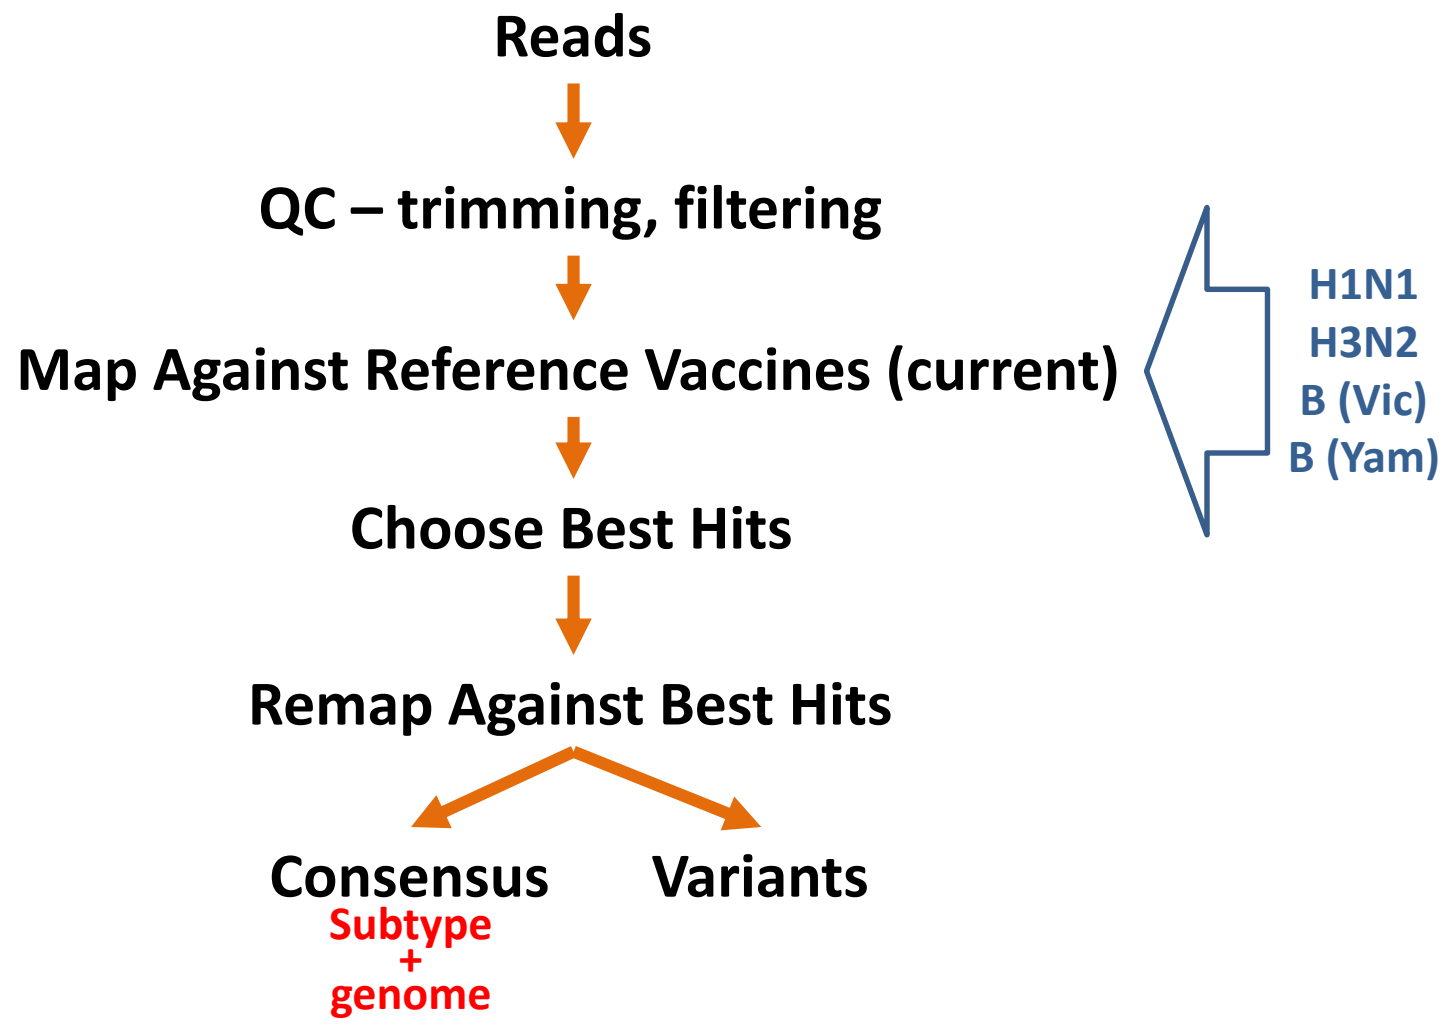 Reads
QC – trimming, filtering
Map Against Reference Vaccines (current)
H1N1
H3N2
B (Vic)
B (Yam)
Choose Best Hits
Remap Against Best Hits
Consensus
Subtype
+
genome
Variants